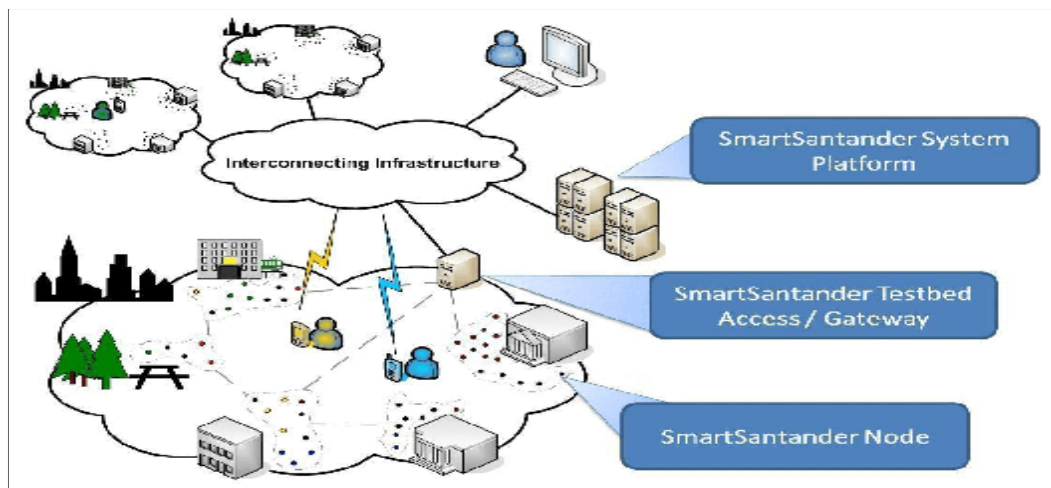 Interconnecting Infrastructure
SmartSantander System
Platform
SmartSantander Testbed
Access / Gateway
SmartSantander Node